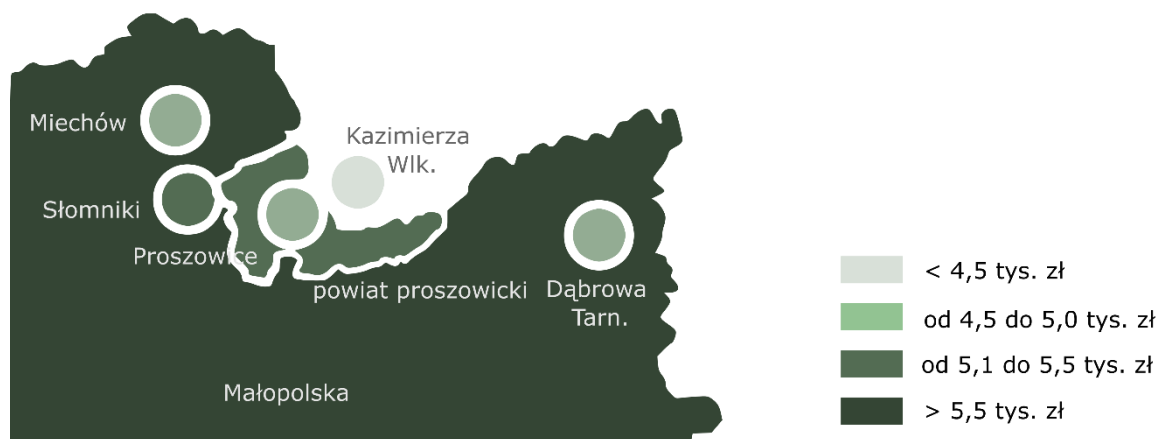 Miechów
Kazimierza
Wlk.
Słomniki
Proszowice
powiat proszowicki
Dąbrowa
Tarn.
Małopolska
< 4,5 tys. zł
od 4,5 do 5,0 tys. zł
od 5,1 do 5,5 tys. zł
> 5,5 tys. zł